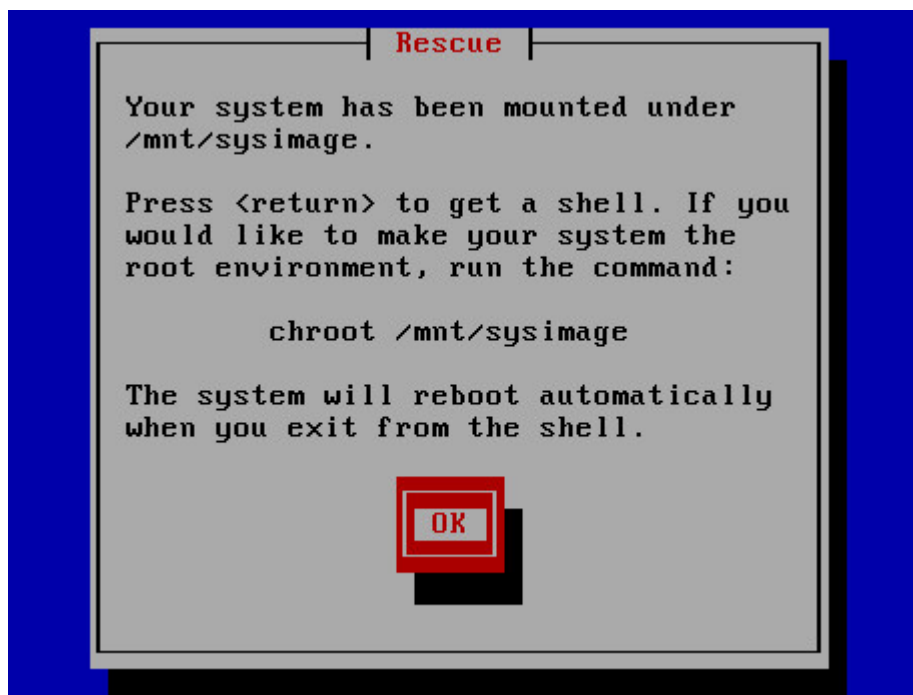 Rescue
Your system has been mounted under
/mnt/sysimage.
Press <return> to get a shell. If you
would like to make your system the
root environment, run the command:
chroot /mnt/sysimage
The system will reboot automatically
when you exit from the shell.
OK